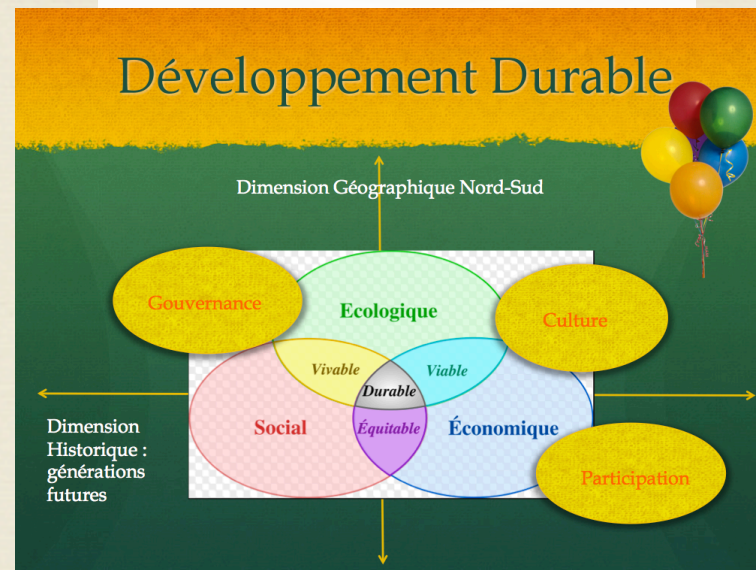 Développement Durable
Dimension Géographique Nord-Sud
Gouvernance
Ecologique
Culture
Vivable
Viable
Durable
Social
Équitable
Économique
Dimension
Historique :
générations
futures
Participation